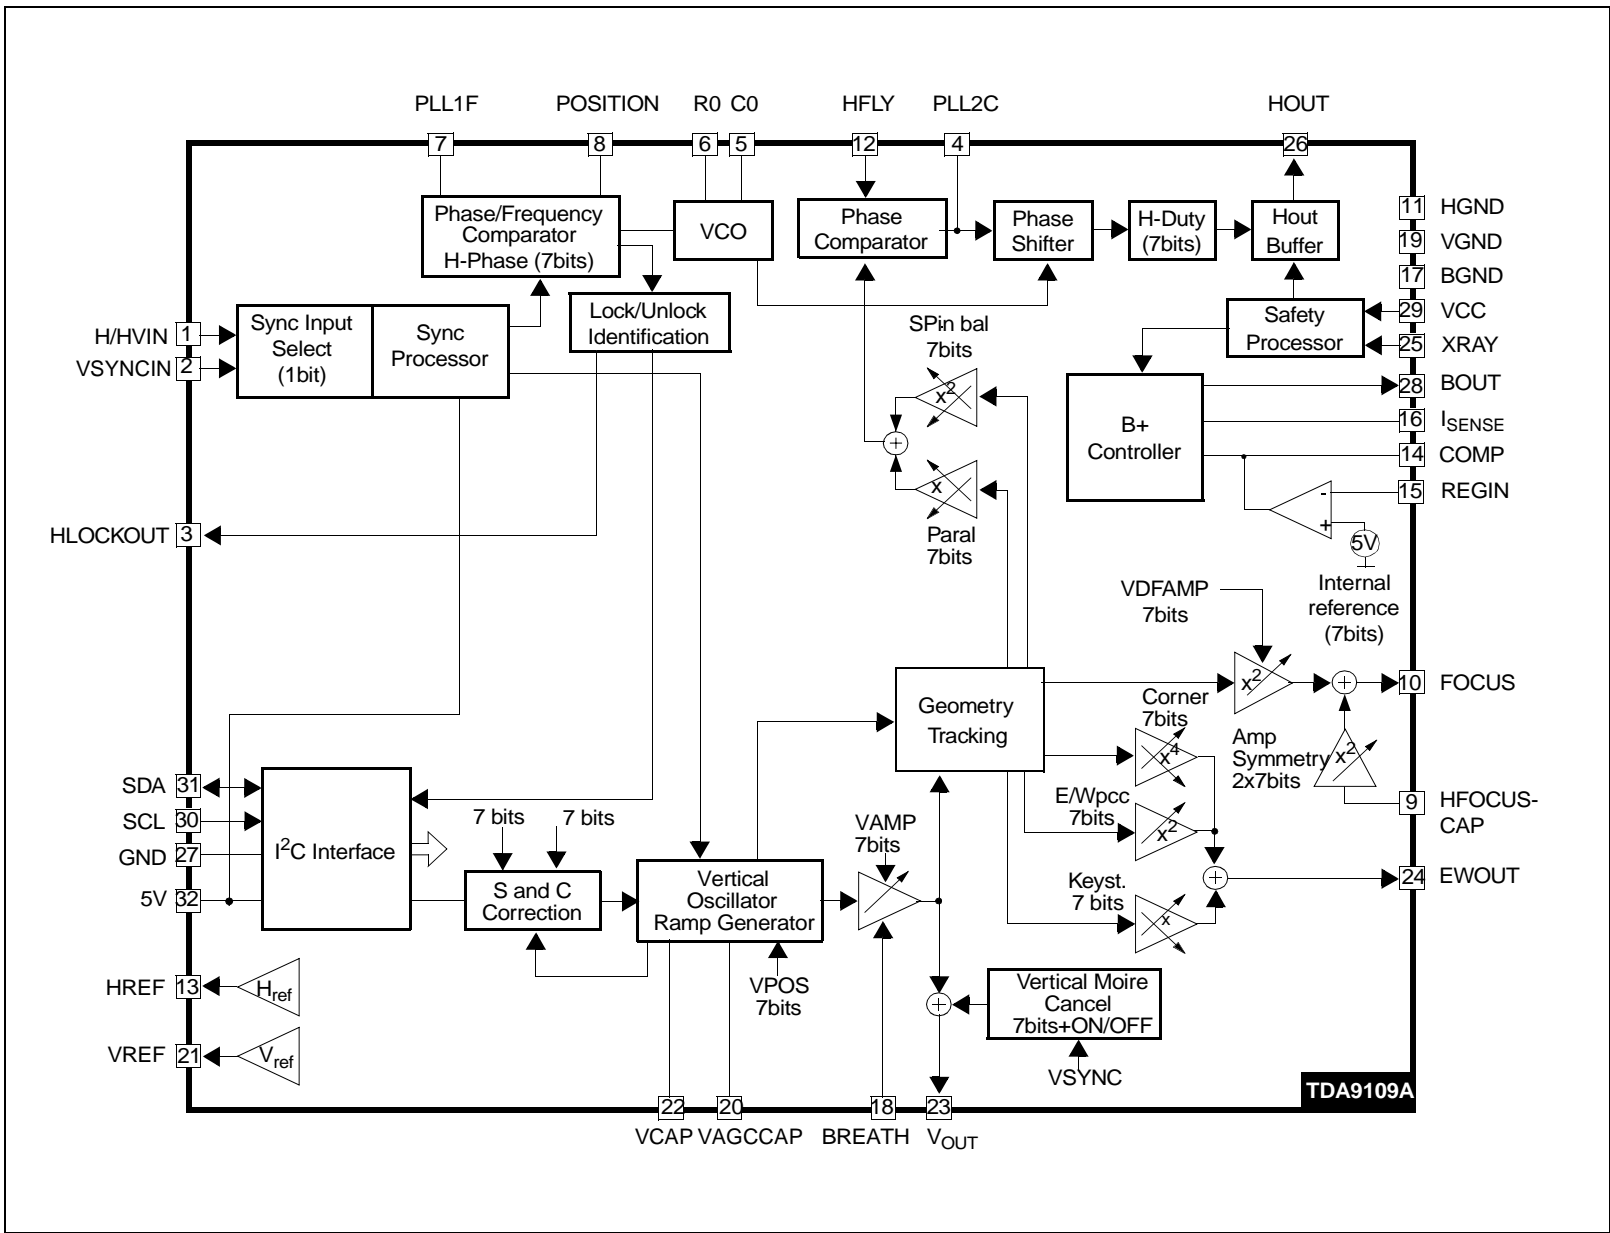 PLL1F POSITION R0 C0 HFLY PLL2C HOUT
7 8 6 5 12 4 26
Phase/Frequency
Comparator
H-Phase (7bits)
VCO
Phase
Comparator
Phase
Shifter
H-Duty
(7bits)
Hout
Buffer
11 HGND
19 VGND
17 BGND
29 VCC
25 XRAY
28 BOUT
16 ISENSE
14 COMP
15 REGIN
H/HVIN 1
VSYNCIN 2
Sync Input
Select
(1bit)
Sync
Processor
Lock/Unlock
Identification
SPin bal
7bits
x2
+
x
Paral
7bits
Safety
Processor
B+
Controller
-
+
5V
Internal
reference
(7bits)
HLOCKOUT 3
VDFAMP
7bits
Geometry
Tracking
x2
+
10 FOCUS
Corner
7bits
x4
Amp
Symmetry
2x7bits
x2
9 HFOCUS-
CAP
E/Wpcc
7bits
x2
Keyst.
7 bits
x
+
24 EWOUT
SDA 31
SCL 30
GND 27
5V 32
I2C Interface
7 bits 7 bits
S and C
Correction
Vertical
Oscillator
Ramp Generator
VAMP
7bits
VPOS
7bits
HREF 13
Href
VREF 21
Vref
+
Vertical Moire
Cancel
7bits+ON/OFF
VSYNC
TDA9109A
22 20 18 23
VCAP VAGCCAP BREATH VOUT